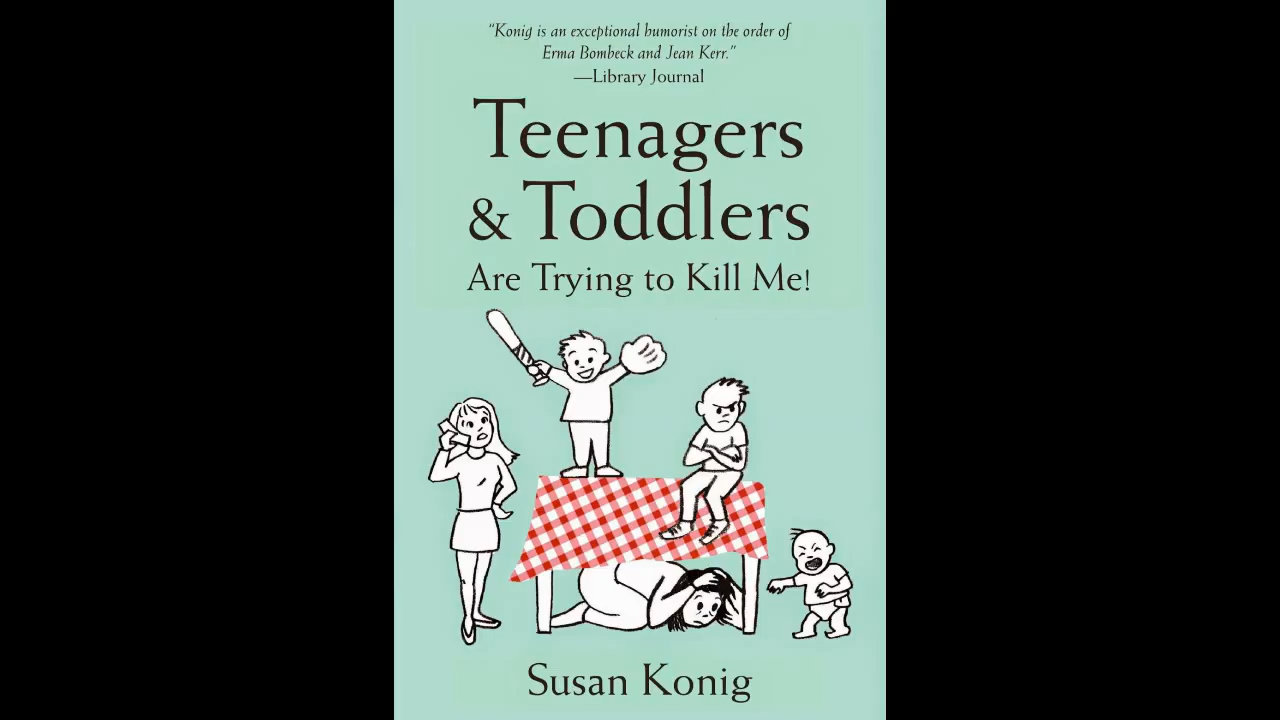 “Konig is an exceptional humorist on the order of
Erma Bombeck and Jean Kerr.”
—Library Journal
Teenagers
& Toddlers
Are Trying to Kill Me!
Susan Konig